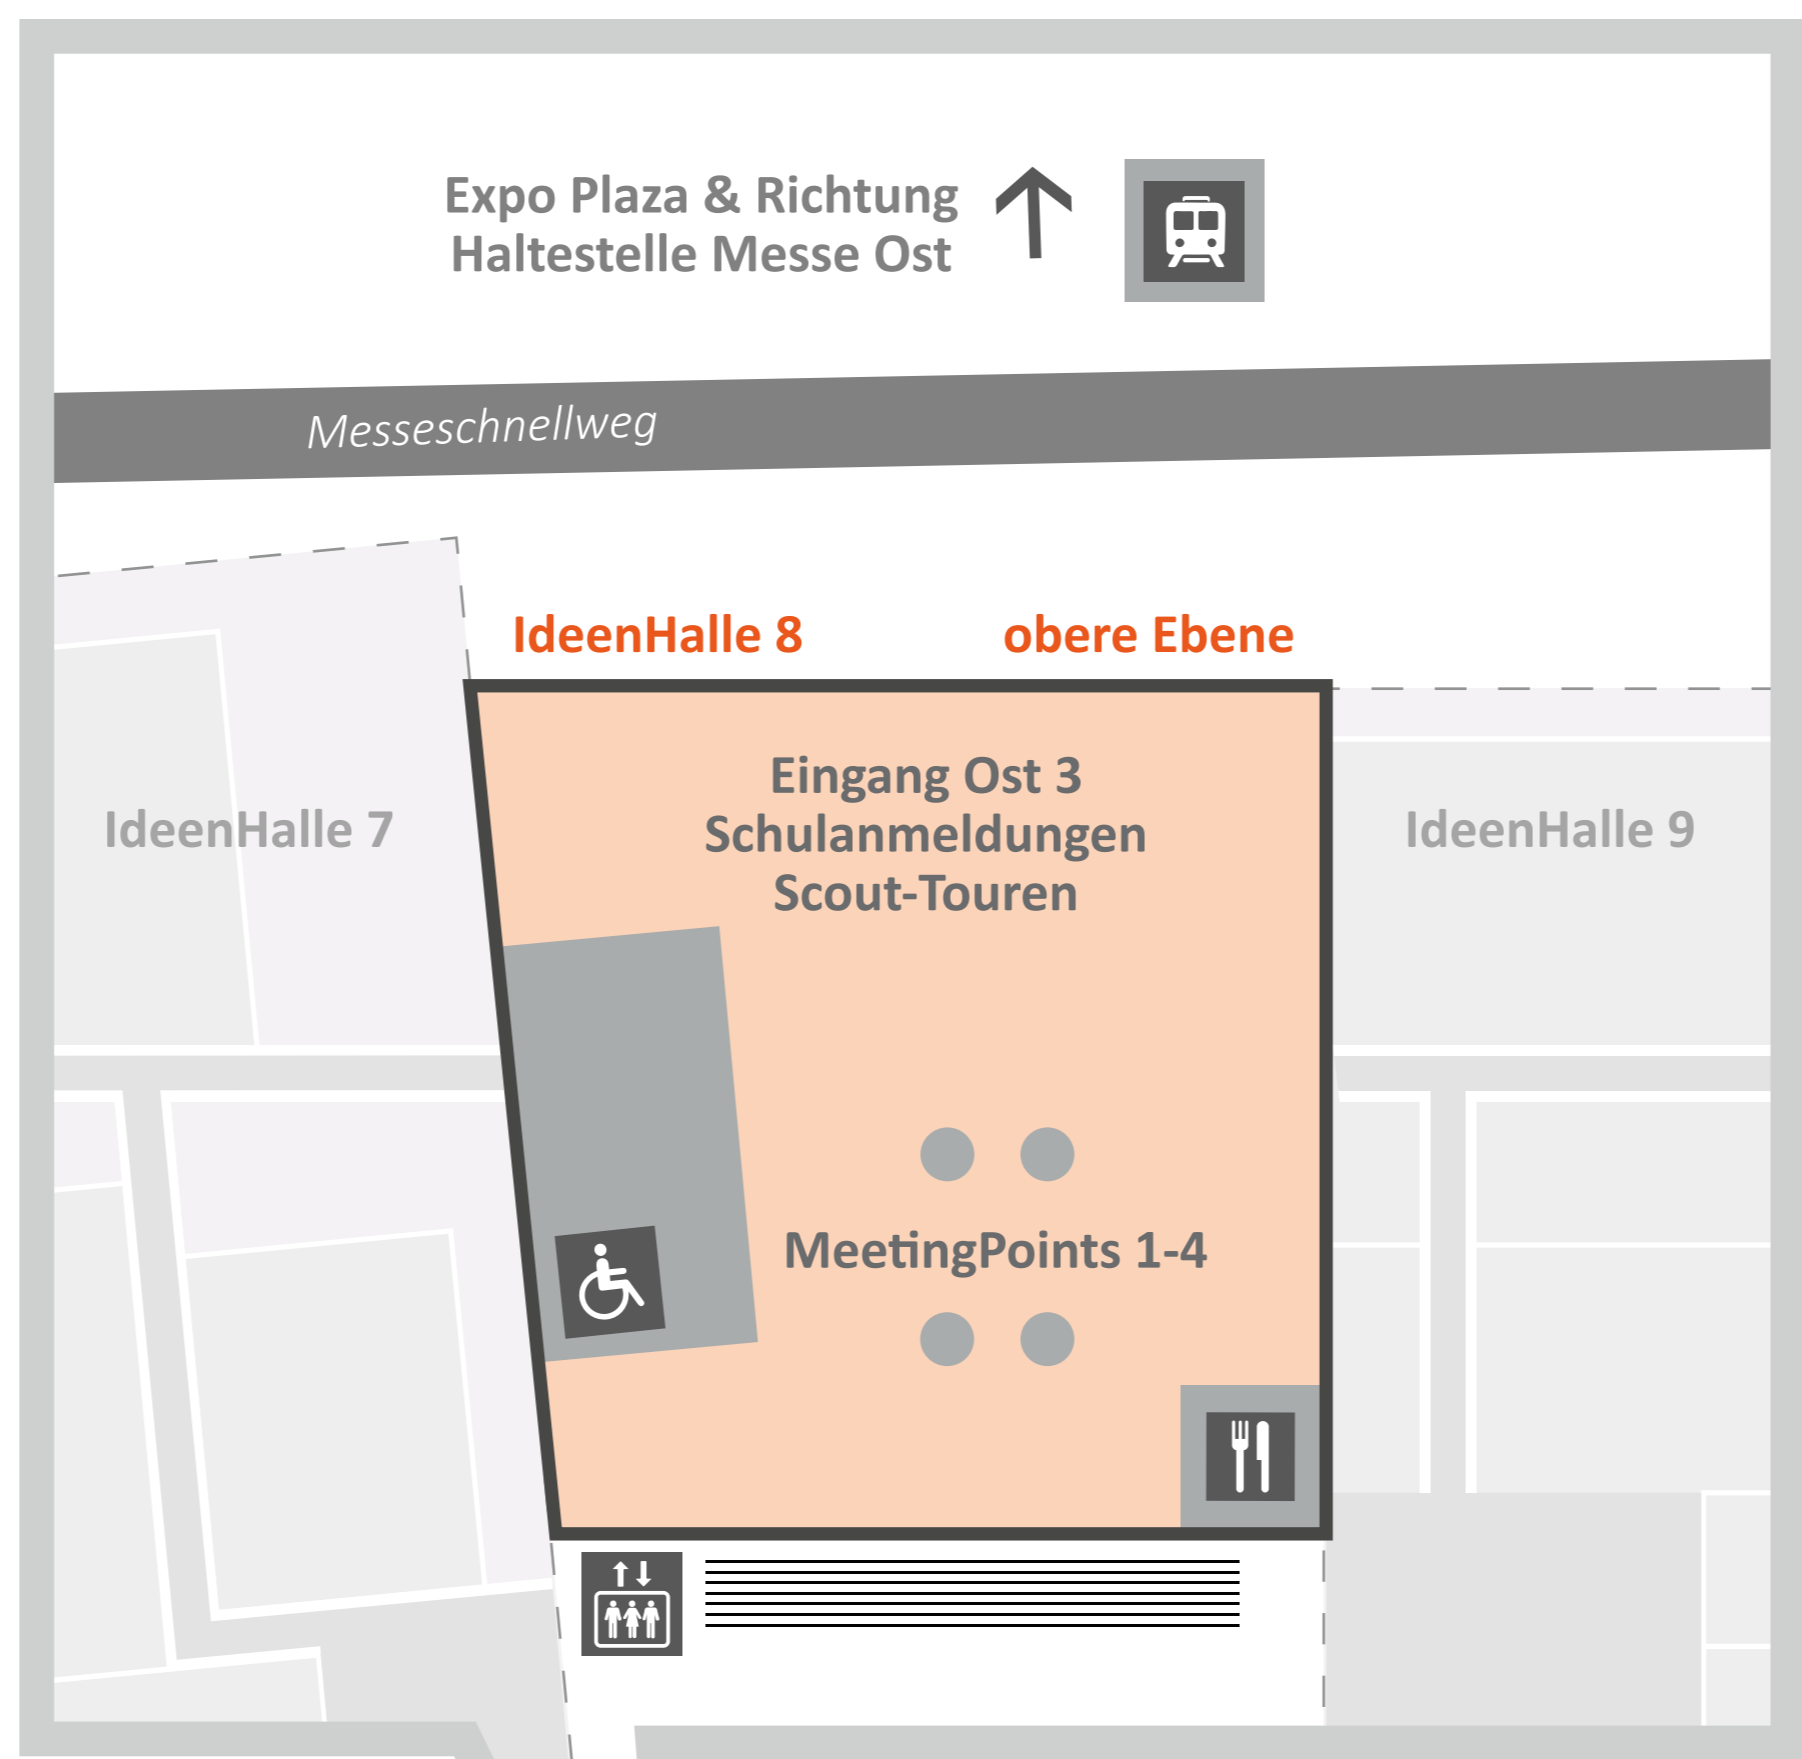 Expo Plaza & Richtung
Haltestelle Messe Ost
Messeschnellweg
IdeenHalle 8
obere Ebene
Eingang Ost 3
Schulanmeldungen
Scout-Touren
IdeenHalle 7
IdeenHalle 9
MeetingPoints 1-4